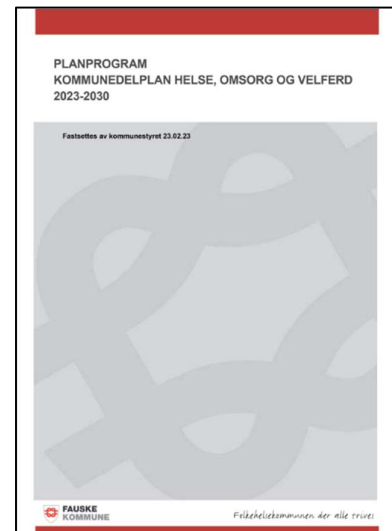 PLANPROGRAM
KOMMUNEDELPLAN HELSE, OMSORG OG VELFERD
2023-2030
Fastsettes av kommunestyret 23.02.23
FAUSKE
KOMMUNE
Folkehelsekommunen der alle trives